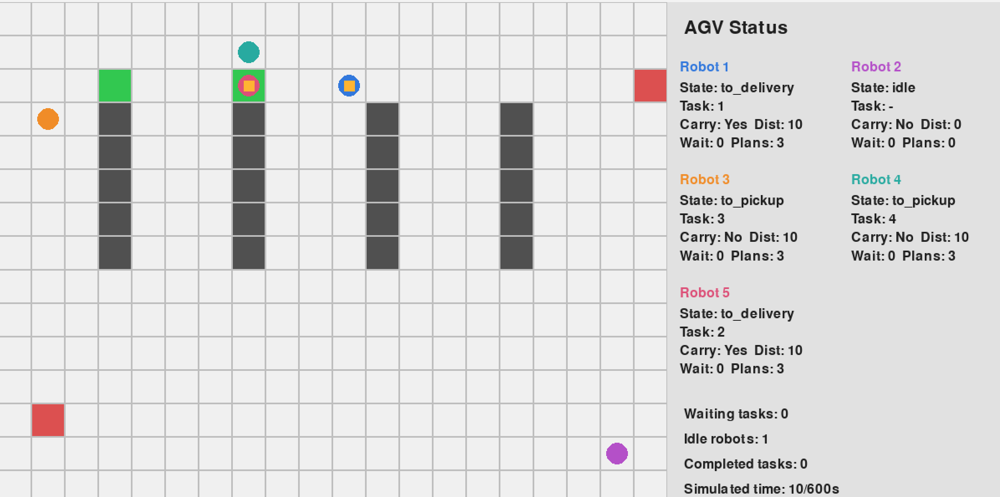 AGV Status
Robot 1
State: to_delivery
Task: 1
Carry: Yes  Dist: 10
Wait: 0  Plans: 3
Robot 2
State: idle
Task: -
Carry: No  Dist: 0
Wait: 0  Plans: 0
Robot 3
State: to_pickup
Task: 3
Carry: No  Dist: 10
Wait: 0  Plans: 3
Robot 4
State: to_pickup
Task: 4
Carry: No  Dist: 10
Wait: 0  Plans: 3
Robot 5
State: to_delivery
Task: 2
Carry: Yes  Dist: 10
Wait: 0  Plans: 3
Waiting tasks: 0
Idle robots: 1
Completed tasks: 0
Simulated time: 10/600s